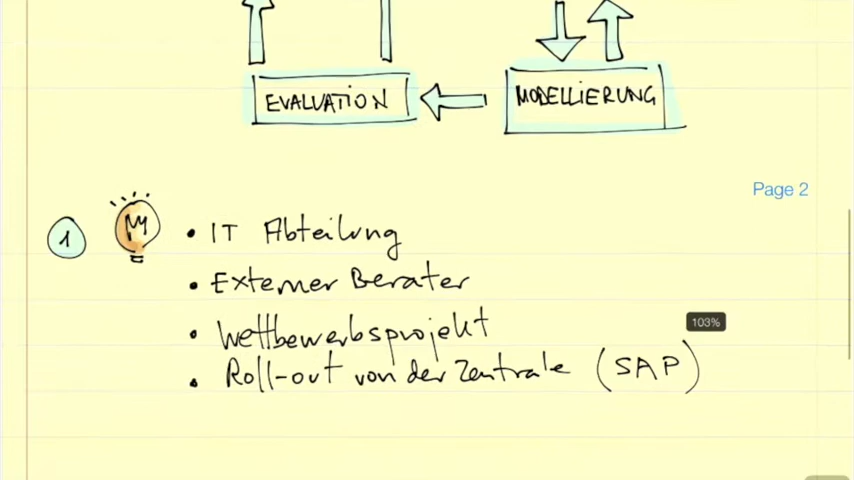 EVALUATION
MODELLIERUNG
Page 2
1
• IT Abteilung
• Externer Berater
103%
• Wettbewerbsprojekt
• Roll-out von der Zentrale (SAP)